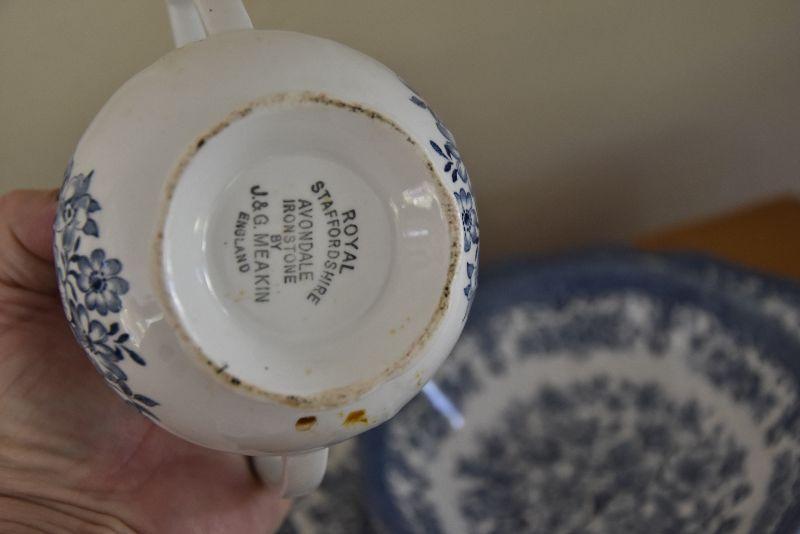 ROYAL
STAFFORDSHIRE
AVONDALE
IRONSTONE
BY
J.&G. MEAKIN
ENGLAND